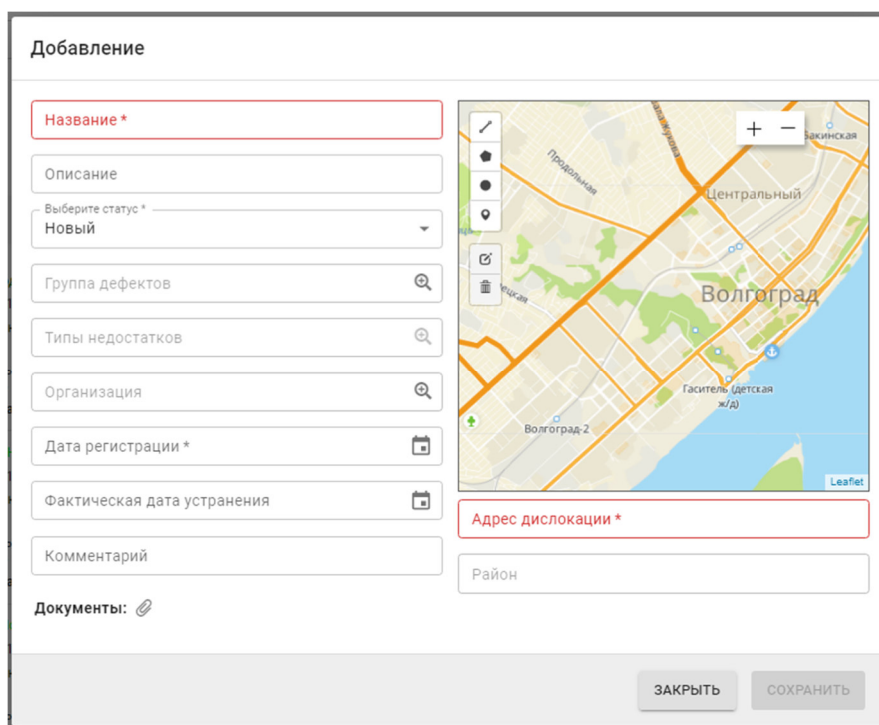 Добавление
Название *
Описание
Выберите статус *
Новый
Группа дефектов
Типы недостатков
Организация
Дата регистрации *
Фактическая дата устранения
Комментарий
Документы:
+ −
Бакинская
Продольная
Центральный
Волгоград
Гаситель (детская
ж/д)
Волгоград-2
Leaflet
Адрес дислокации *
Район
ЗАКРЫТЬ
СОХРАНИТЬ